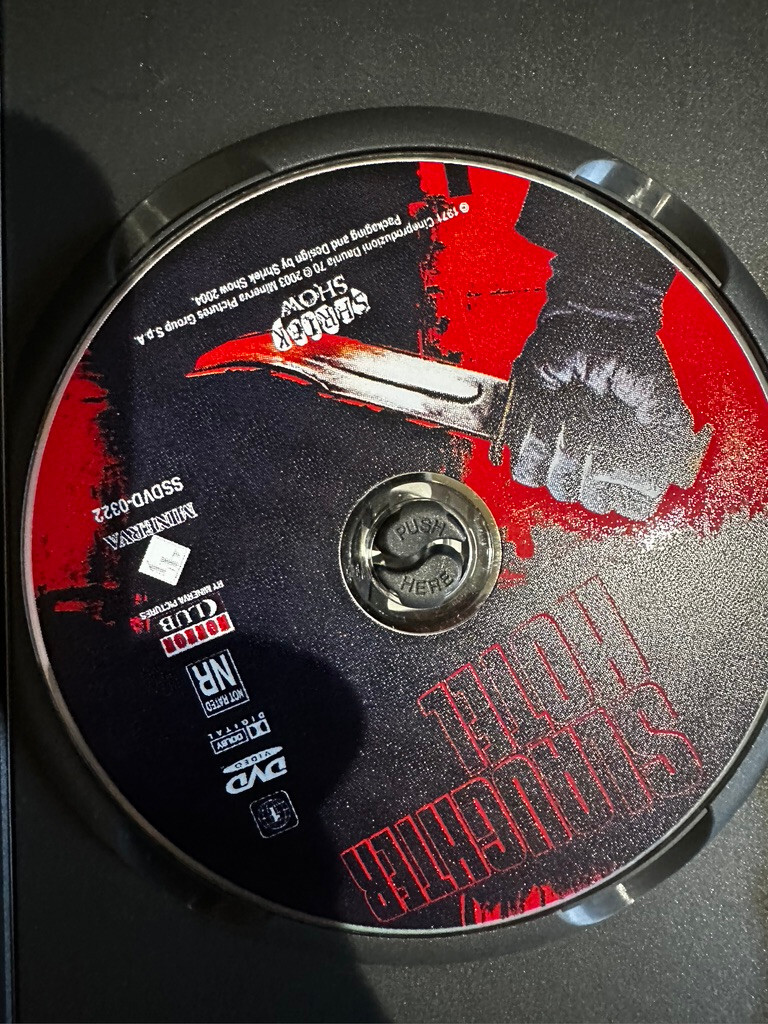 SLAUGHTER
HOTEL
1
DVD
VIDEO
DOLBY
DIGITAL
NR
NOT RATED
HORROR
CLUB
BY MINERVA PICTURES
MINERVA
SSDVD-0322
SHRIEK
SHOW
© 1971 Cineproduzioni Daunia 70 © 2003 Minerva Pictures Group S.p.A.
Packaging and Design by Shriek Show 2004.
PUSH
HERE